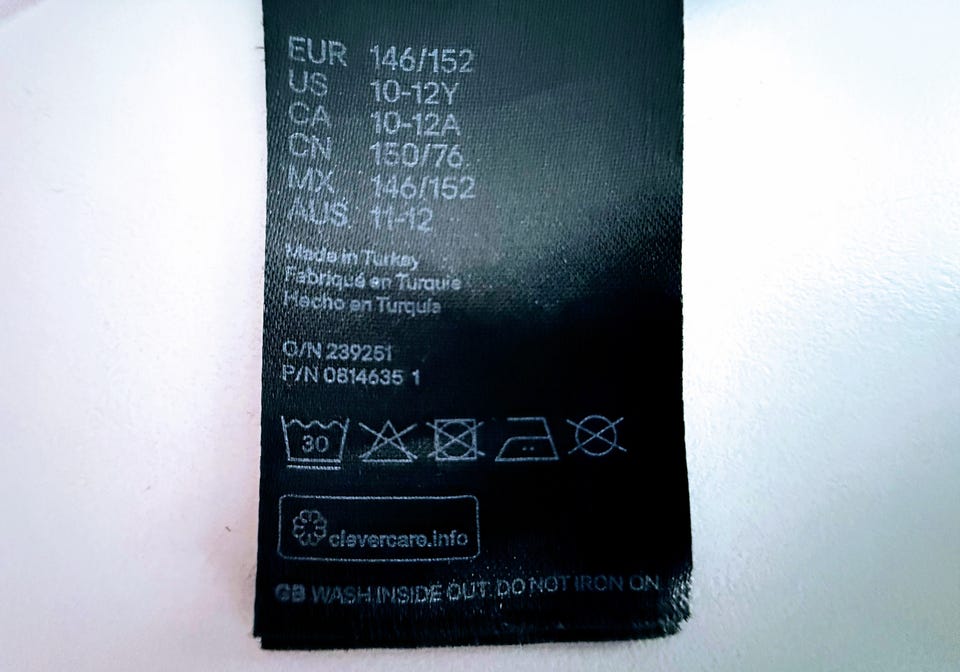 EUR 146/152
US 10-12Y
CA 10-12A
CN 150/76
MX 146/152
AUS 11-12
Made in Turkey
Fabriqué en Turquie
Hecho en Turquía
O/N 239251
P/N 0814635 1
30
clevercare.info
GB WASH INSIDE OUT. DO NOT IRON ON